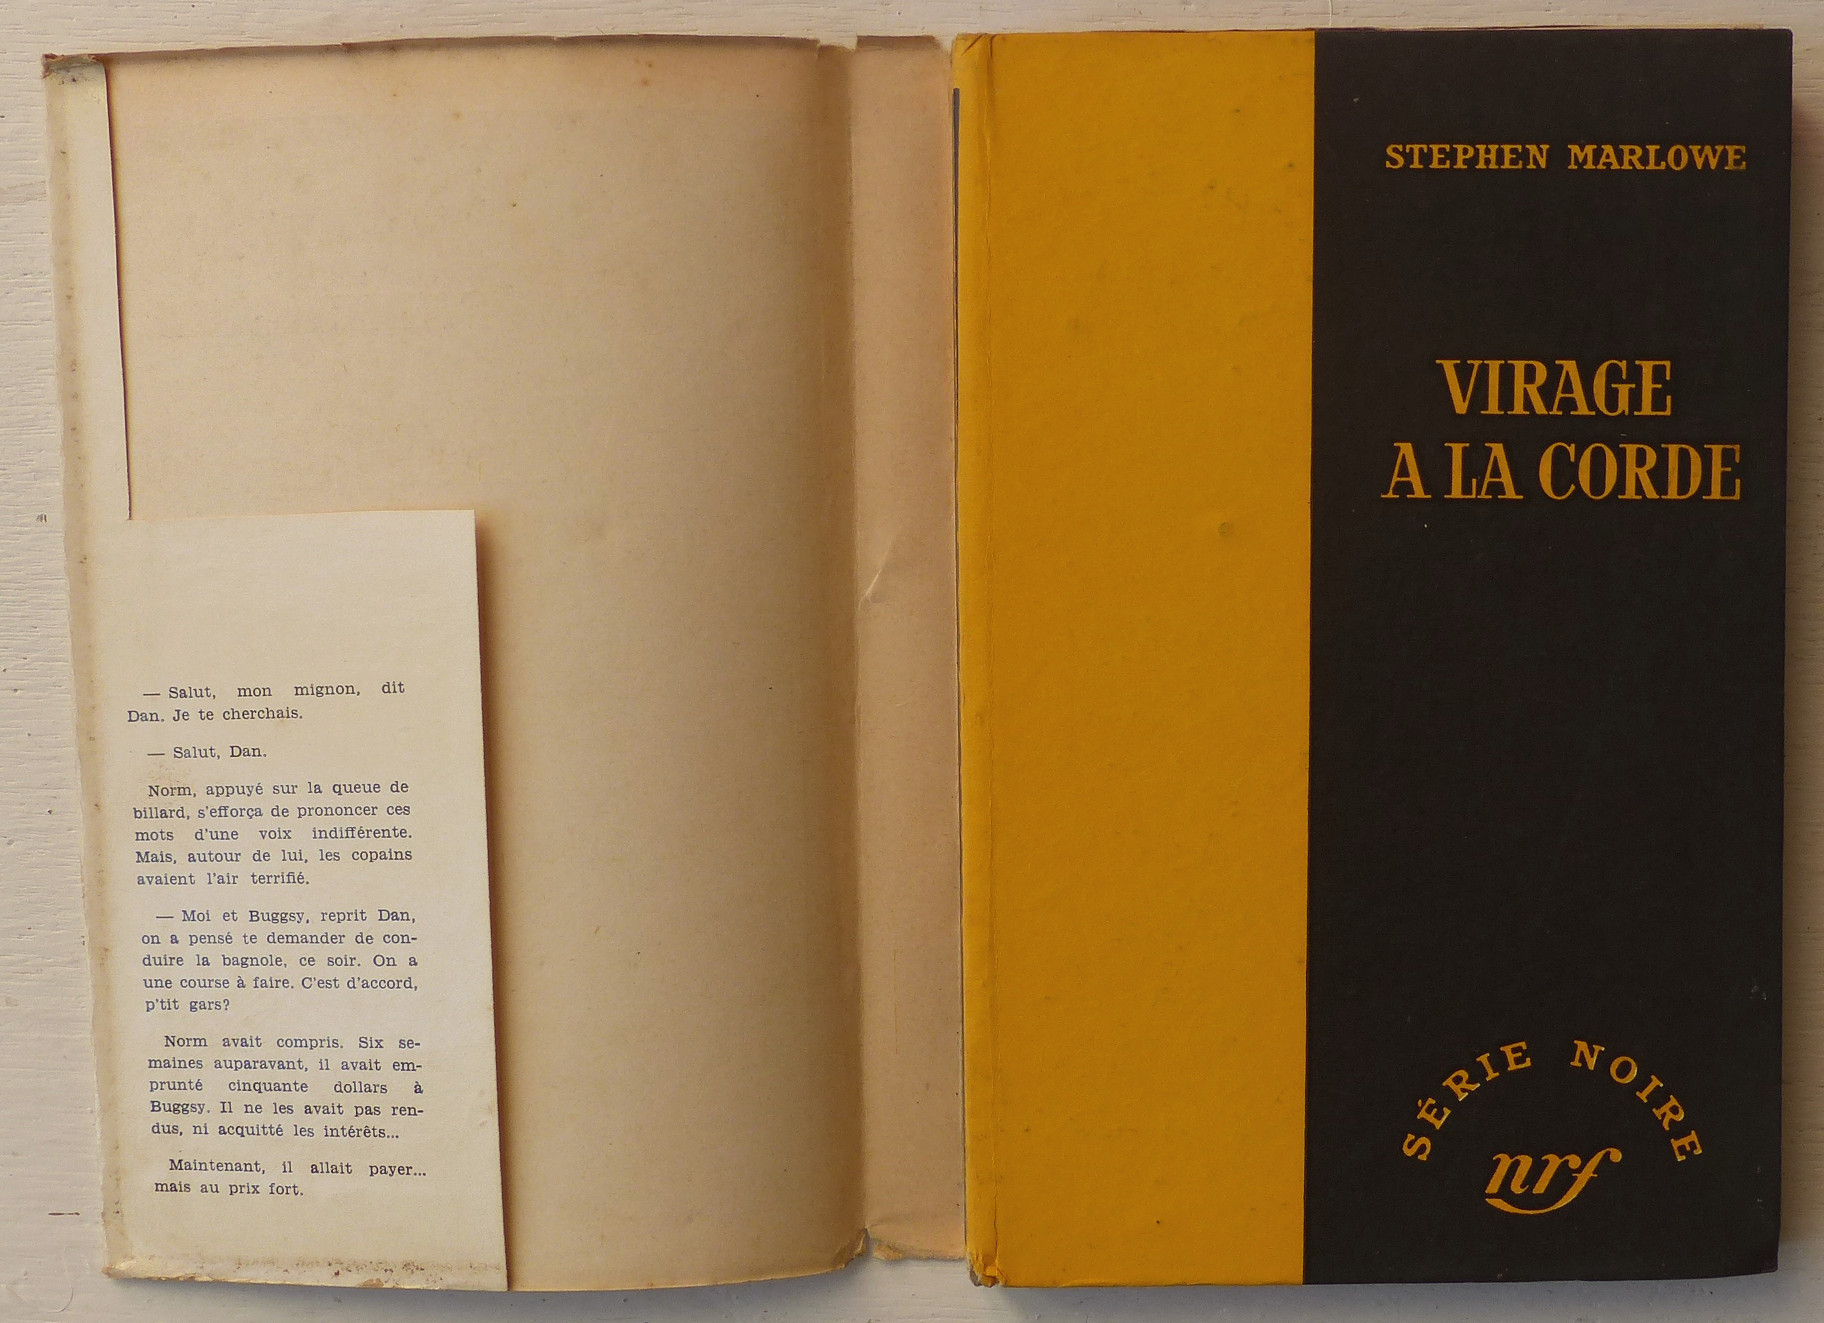 — Salut, mon mignon, dit
Dan. Je te cherchais.
— Salut, Dan.
Norm, appuyé sur la queue de
billard, s'efforça de prononcer ces
mots d'une voix indifférente.
Mais, autour de lui, les copains
avaient l'air terrifié.
— Moi et Buggsy, reprit Dan,
on a pensé te demander de con-
duire la bagnole, ce soir. On a
une course à faire. C'est d'accord,
p'tit gars?
Norm avait compris. Six se-
maines auparavant, il avait em-
prunté cinquante dollars à
Buggsy. Il ne les avait pas ren-
dus, ni acquitté les intérêts...
Maintenant, il allait payer...
mais au prix fort.
STEPHEN MARLOWE
VIRAGE
A LA CORDE
SÉRIE NOIRE
nrf